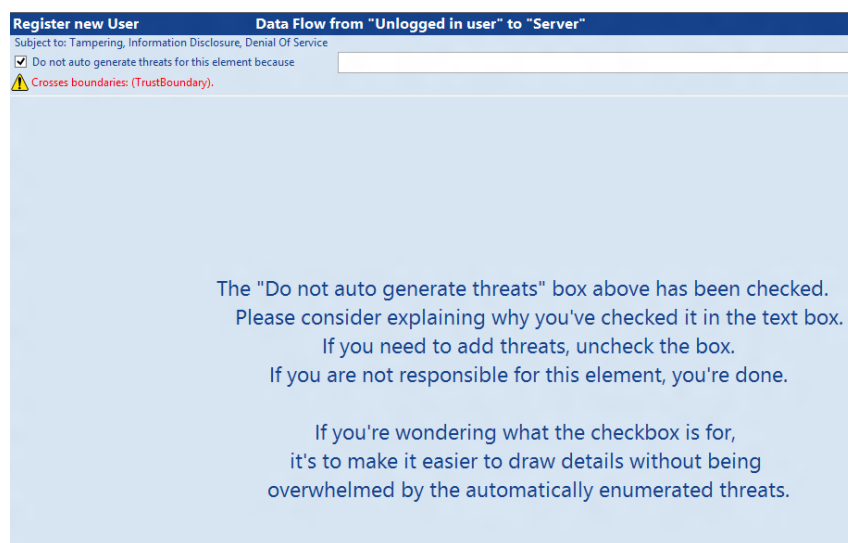 Register new User Data Flow from "Unlogged in user" to "Server"
Subject to: Tampering, Information Disclosure, Denial Of Service
Do not auto generate threats for this element because
Crosses boundaries: (TrustBoundary).
The "Do not auto generate threats" box above has been checked.
Please consider explaining why you've checked it in the text box.
If you need to add threats, uncheck the box.
If you are not responsible for this element, you're done.
If you're wondering what the checkbox is for,
it's to make it easier to draw details without being
overwhelmed by the automatically enumerated threats.